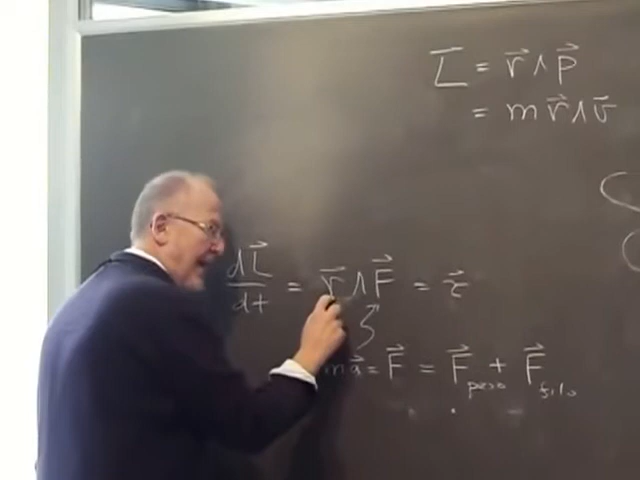 L⃗ = r⃗ ∧ p⃗
= m r⃗ ∧ v⃗
dL⃗/dt = r⃗ ∧ F⃗ = τ⃗
ma⃗ = F⃗ = F⃗peso + F⃗filo